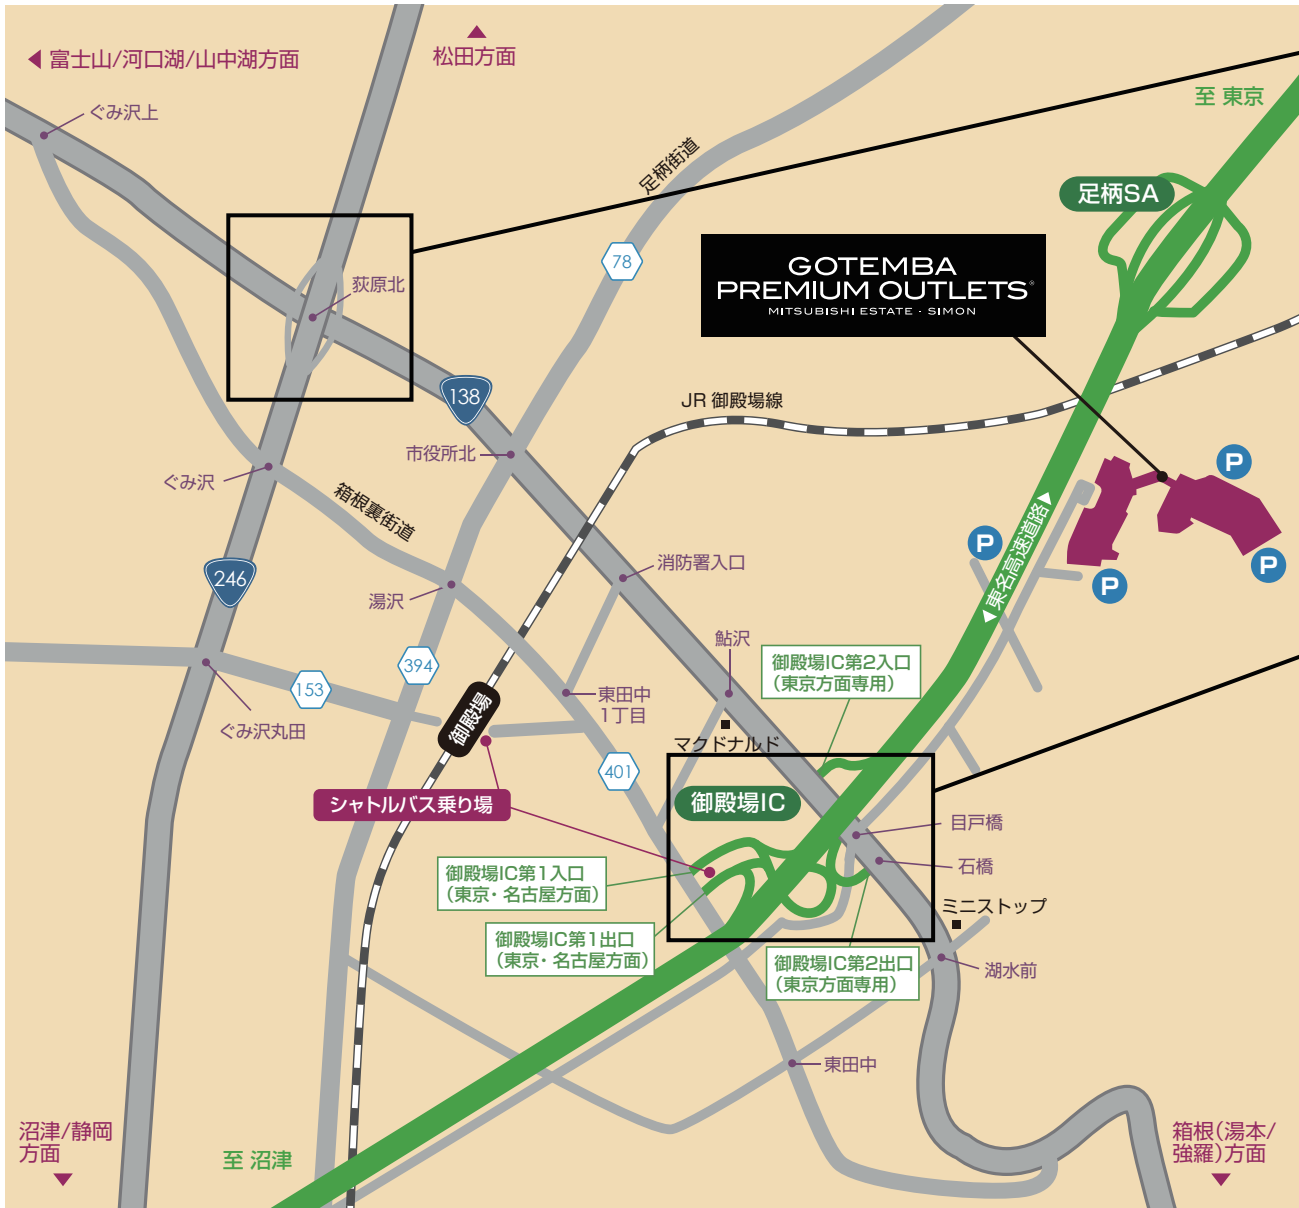 富士山/河口湖/山中湖方面
松田方面
至 東京
ぐみ沢上
足柄街道
足柄SA
78
GOTEMBA
PREMIUM OUTLETS®
MITSUBISHI ESTATE · SIMON
荻原北
138
JR 御殿場線
市役所北
P
ぐみ沢
箱根裏街道
東名高速道路
P
消防署入口
P
P
246
湯沢
鮎沢
394
御殿場IC第2入口
(東京方面専用)
153
東田中
1丁目
ぐみ沢丸田
御殿場
マクドナルド
401
シャトルバス乗り場
御殿場IC
目戸橋
石橋
御殿場IC第1入口
(東京・名古屋方面)
ミニストップ
御殿場IC第1出口
(東京・名古屋方面)
御殿場IC第2出口
(東京方面専用)
湖水前
東田中
沼津/静岡
方面
至 沼津
箱根(湯本/
強羅)方面